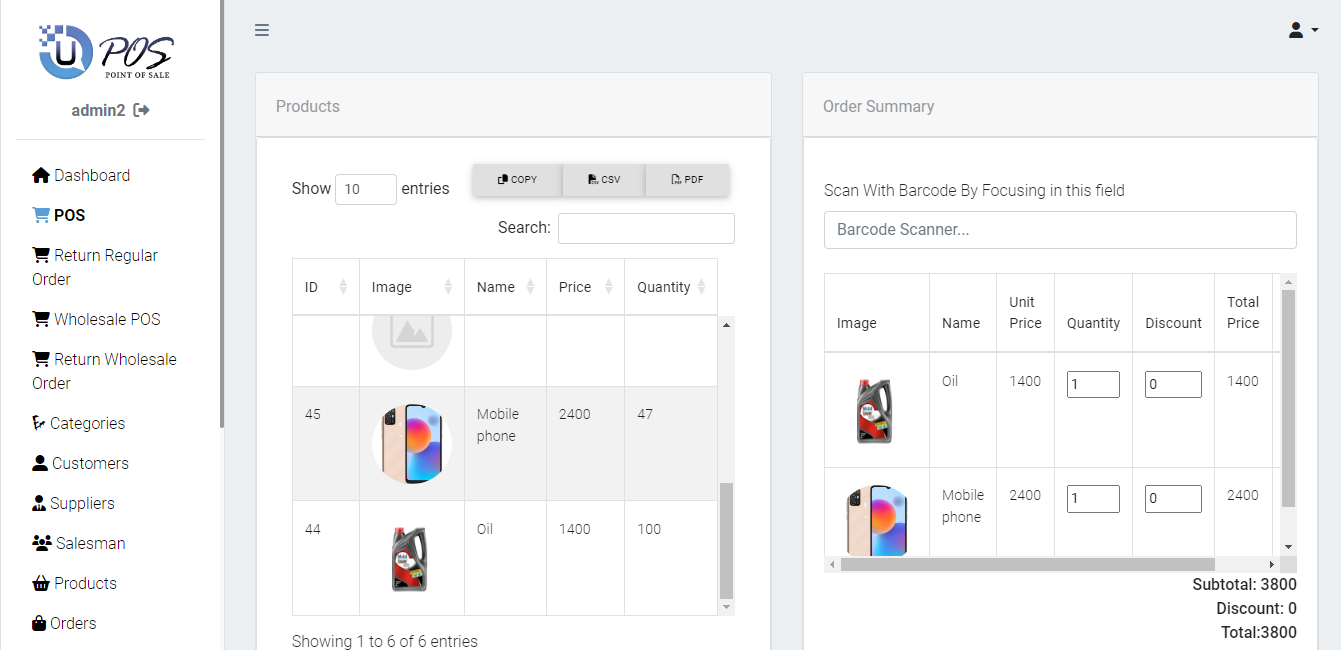 U POS
POINT OF SALE
admin2
Dashboard
POS
Return Regular
Order
Wholesale POS
Return Wholesale
Order
Categories
Customers
Suppliers
Salesman
Products
Orders
Products
Show 10 entries
COPY CSV PDF
Search:
ID Image Name Price Quantity
45 Mobile phone 2400 47
44 Oil 1400 100
Showing 1 to 6 of 6 entries
Order Summary
Scan With Barcode By Focusing in this field
Barcode Scanner...
Image Name Unit Price Quantity Discount Total Price
Oil 1400 1 0 1400
Mobile phone 2400 1 0 2400
Subtotal: 3800
Discount: 0
Total:3800